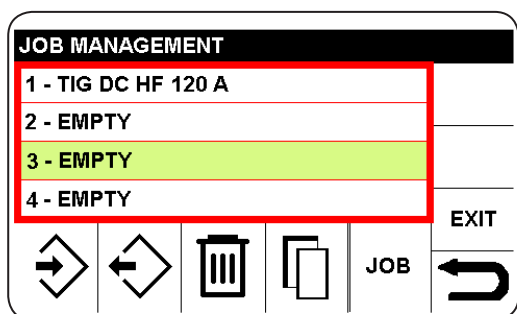 JOB MANAGEMENT
1 - TIG DC HF 120 A
2 - EMPTY
3 - EMPTY
4 - EMPTY
EXIT
JOB